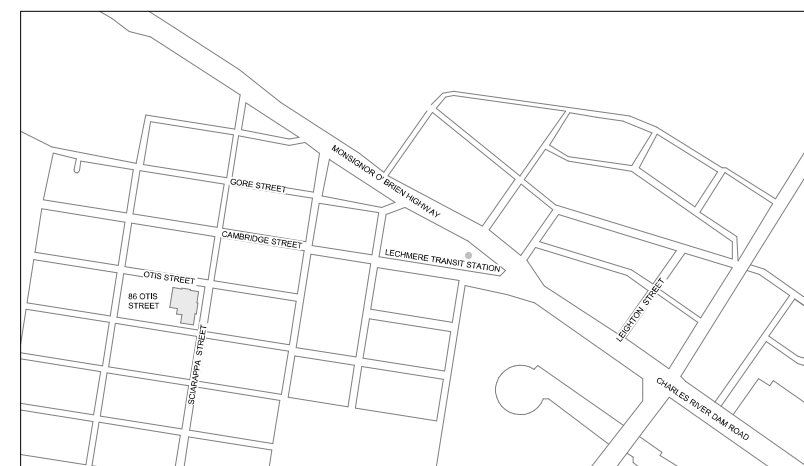 MONSIGNOR O' BRIEN HIGHWAY
GORE STREET
CAMBRIDGE STREET
LECHMERE TRANSIT STATION
OTIS STREET
86 OTIS
STREET
SCIARAPPA STREET
LEIGHTON STREET
CHARLES RIVER DAM ROAD